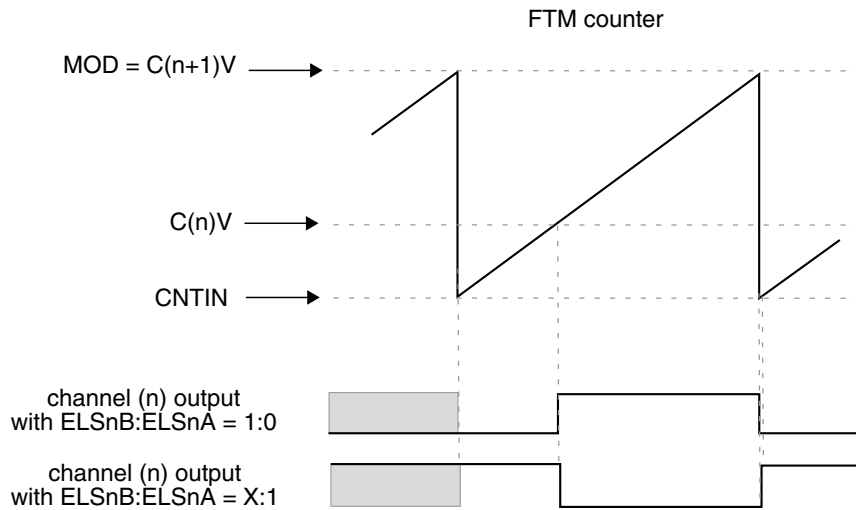 FTM counter
MOD = C(n+1)V
C(n)V
CNTIN
channel (n) output
with ELSnB:ELSnA = 1:0
channel (n) output
with ELSnB:ELSnA = X:1